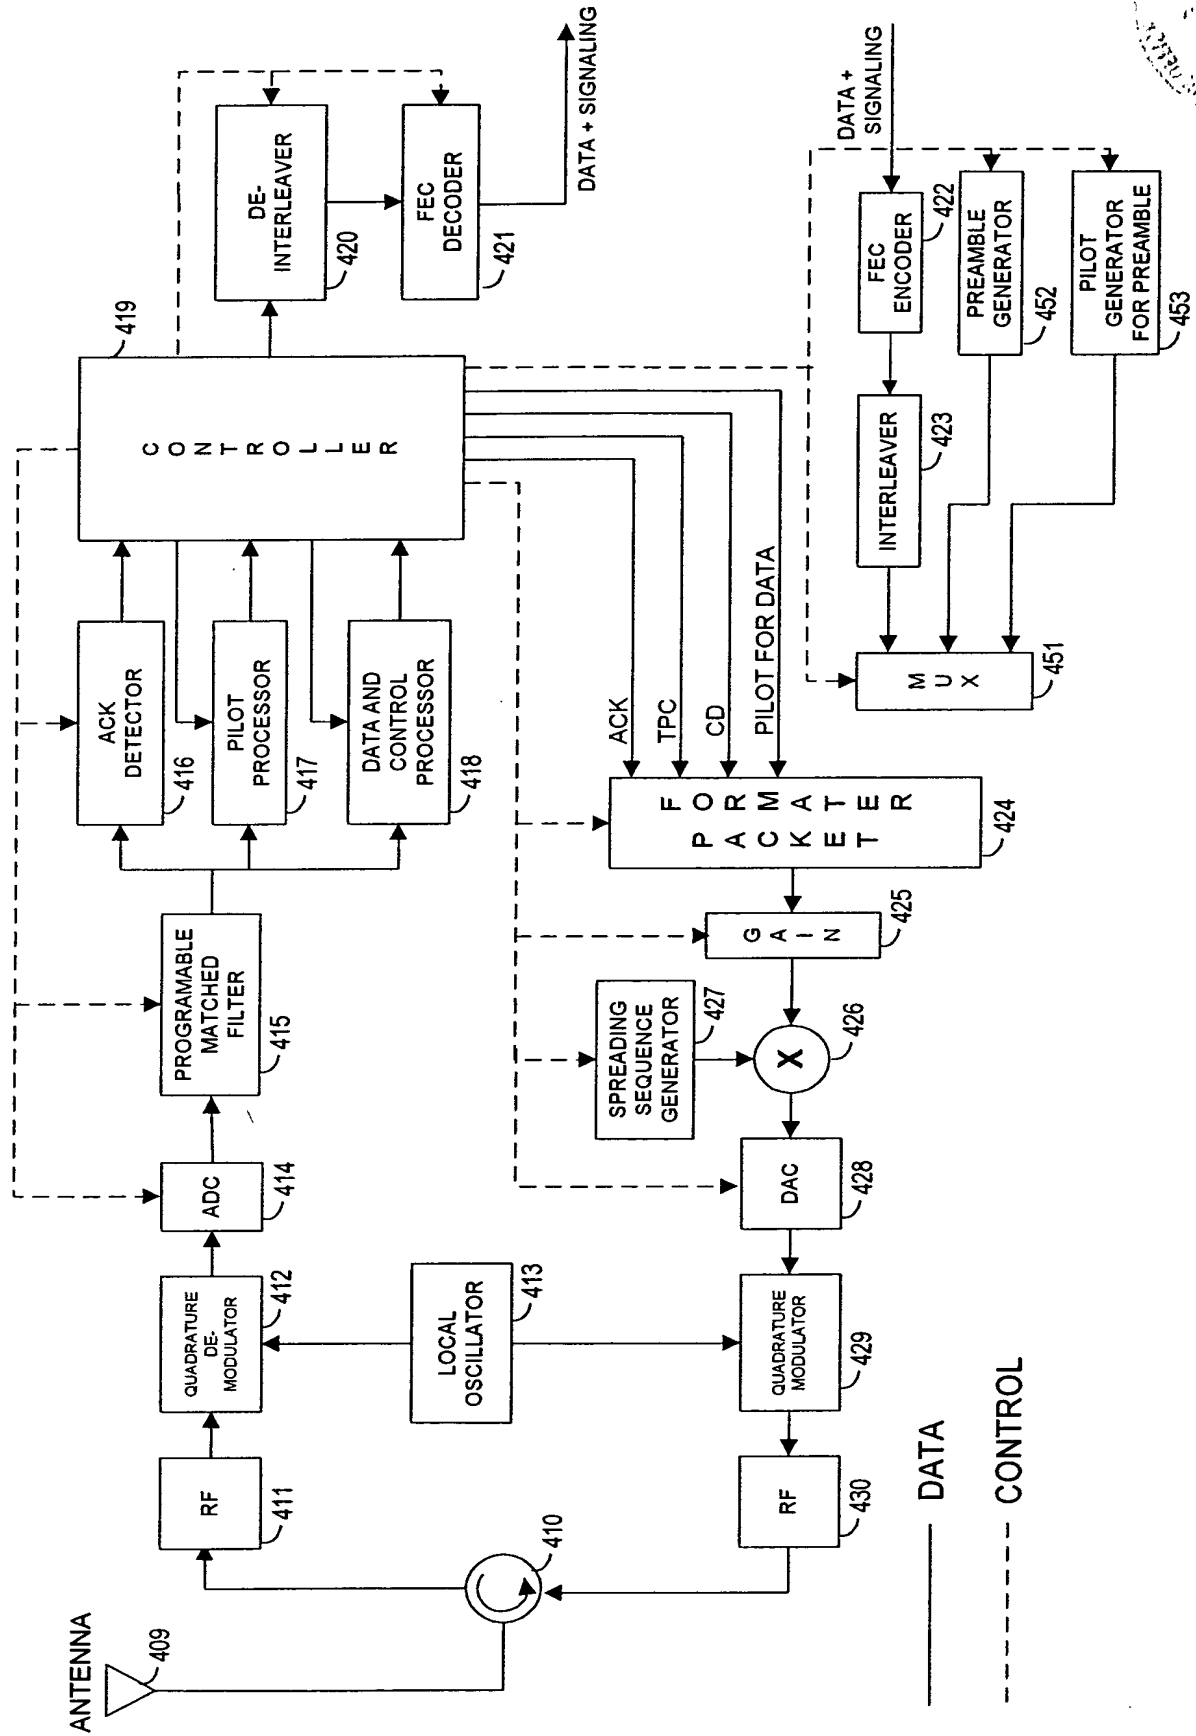 ANTENNA
409
410
RF
411
QUADRATURE
DE-
MODULATOR
412
ADC
414
PROGRAMABLE
MATCHED
FILTER
415
ACK
DETECTOR
416
PILOT
PROCESSOR
417
DATA AND
CONTROL
PROCESSOR
418
CONTROLLER
419
DE-
INTERLEAVER
420
FEC
DECODER
421
DATA + SIGNALING
LOCAL
OSCILLATOR
413
RF
430
QUADRATURE
MODULATOR
429
DAC
428
X
426
SPREADING
SEQUENCE
GENERATOR
427
GAIN
425
PACKET
FORMATER
424
ACK
TPC
CD
PILOT FOR DATA
MUX
451
INTERLEAVER
423
FEC
ENCODER
422
DATA +
SIGNALING
PREAMBLE
GENERATOR
452
PILOT
GENERATOR
FOR PREAMBLE
453
DATA
CONTROL